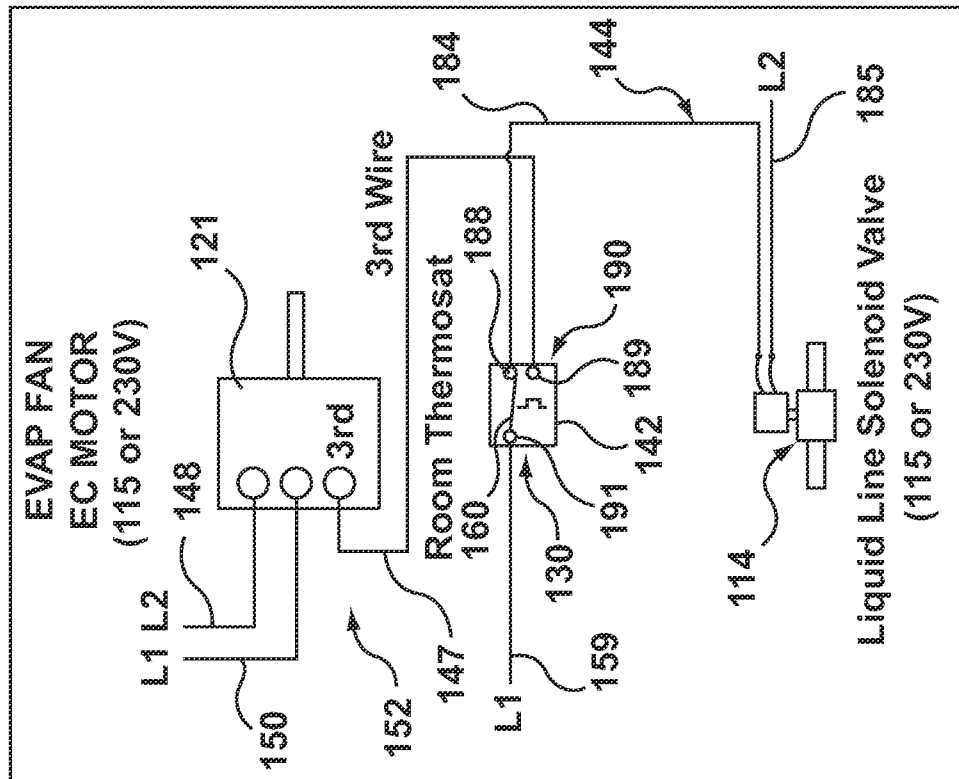 EVAP FAN
EC MOTOR
(115 or 230V)
L1 L2
148
150
121
3rd
152
147
3rd Wire
Room Thermosat
160
188
184
144
190
L1
159
130
191
142
189
L2
185
114
Liquid Line Solenoid Valve
(115 or 230V)